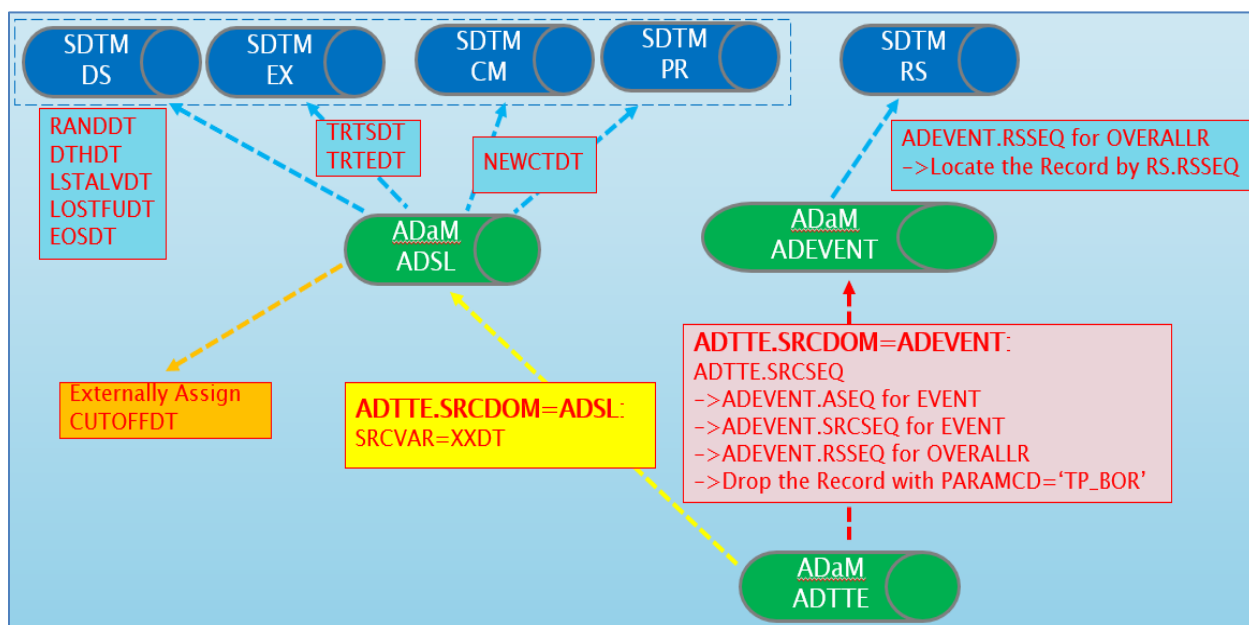 SDTM
DS
SDTM
EX
SDTM
CM
SDTM
PR
SDTM
RS
RANDDT
DTHDT
LSTALVDT
LOSTFUDT
EOSDT
TRTSDT
TRTEDT
NEWCTDT
ADEVENT.RSSEQ for OVERALLR
->Locate the Record by RS.RSSEQ
ADaM
ADSL
ADaM
ADEVENT
Externally Assign
CUTOFFDT
ADTTE.SRCDOM=ADSL:
SRCVAR=XXDT
ADTTE.SRCDOM=ADEVENT:
ADTTE.SRCSEQ
->ADEVENT.ASEQ for EVENT
->ADEVENT.SRCSEQ for EVENT
->ADEVENT.RSSEQ for OVERALLR
->Drop the Record with PARAMCD=‘TP_BOR’
ADaM
ADTTE